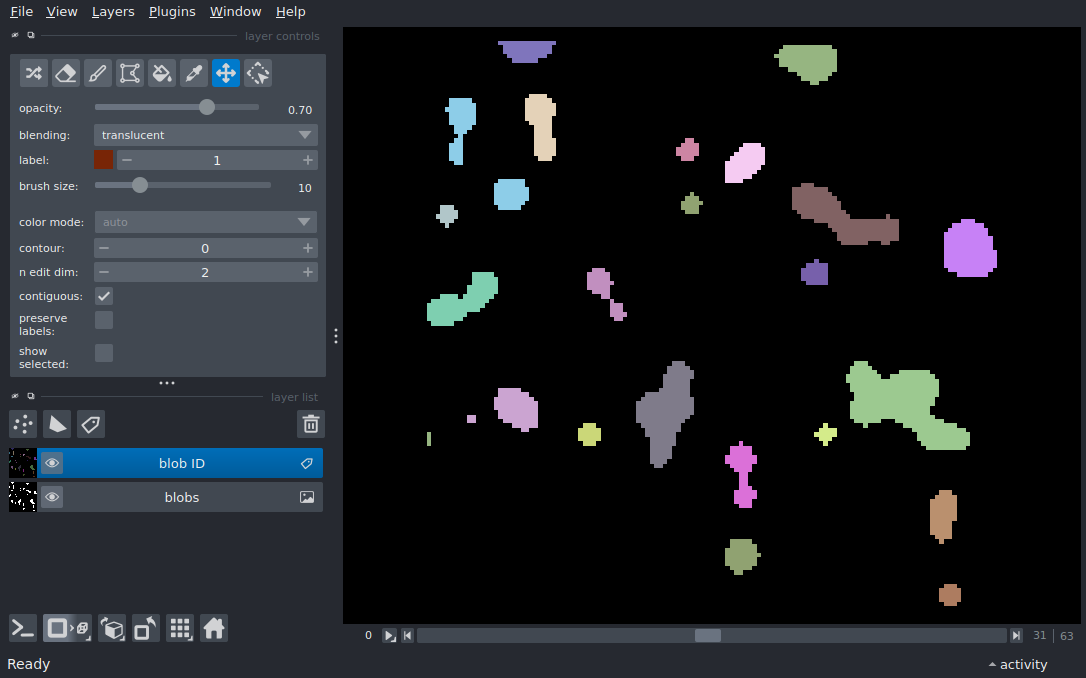 File View Layers Plugins Window Help
layer controls
opacity: 0.70
blending: translucent
label: 1
brush size: 10
color mode: auto
contour: 0
n edit dim: 2
contiguous:
preserve
labels:
show
selected:
layer list
blob ID
blobs
0 31 63
Ready activity